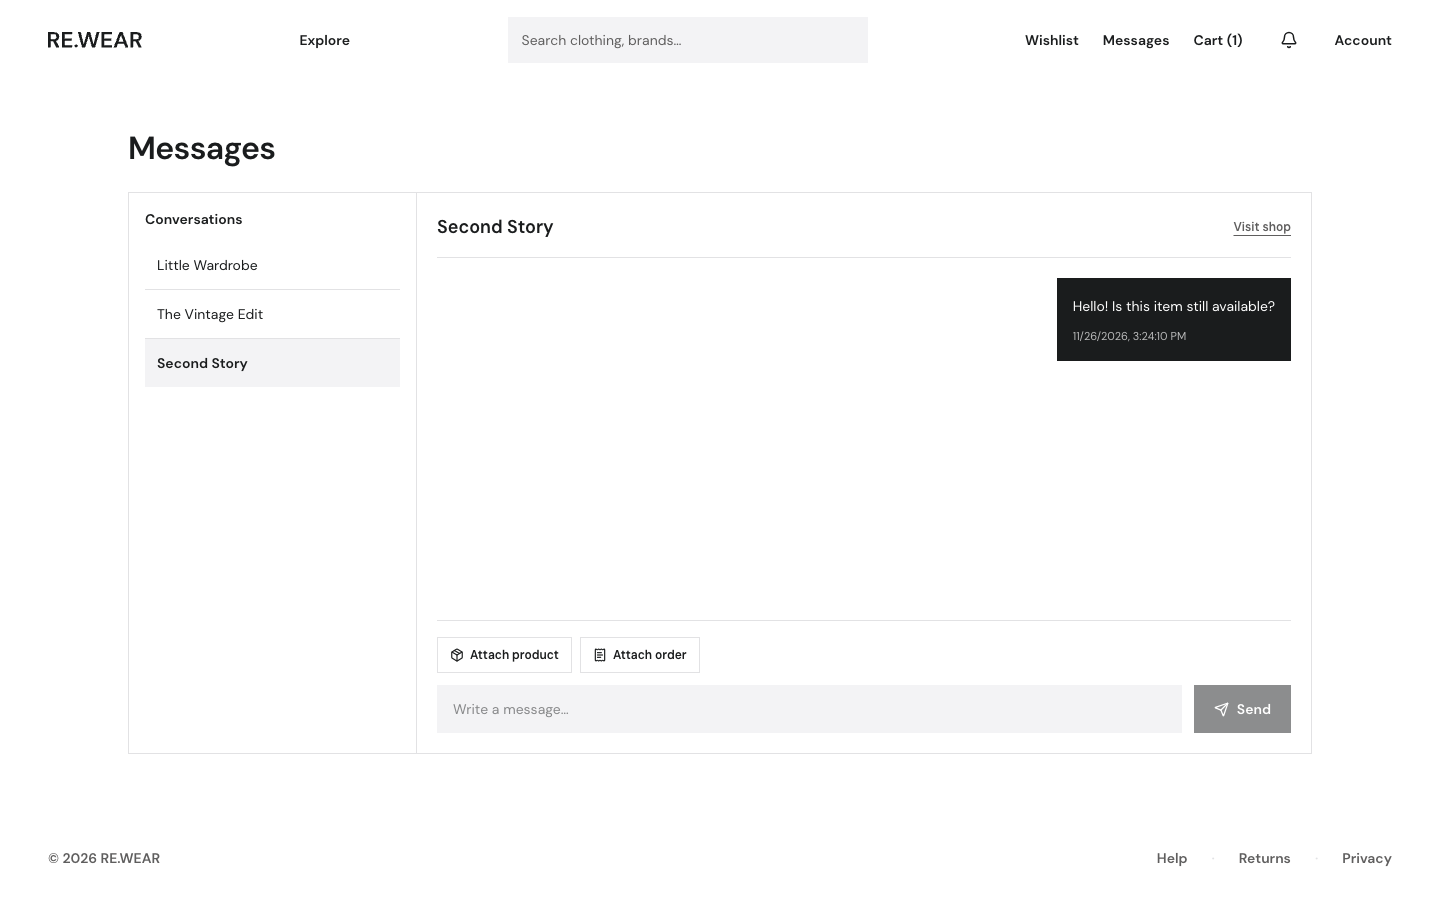 RE.WEAR
Explore
Search clothing, brands...
Wishlist
Messages
Cart (1)
Account
Messages
Conversations
Little Wardrobe
The Vintage Edit
Second Story
Second Story
Visit shop
Hello! Is this item still available?
11/26/2026, 3:24:10 PM
Attach product
Attach order
Write a message...
Send
© 2026 RE.WEAR
Help · Returns · Privacy